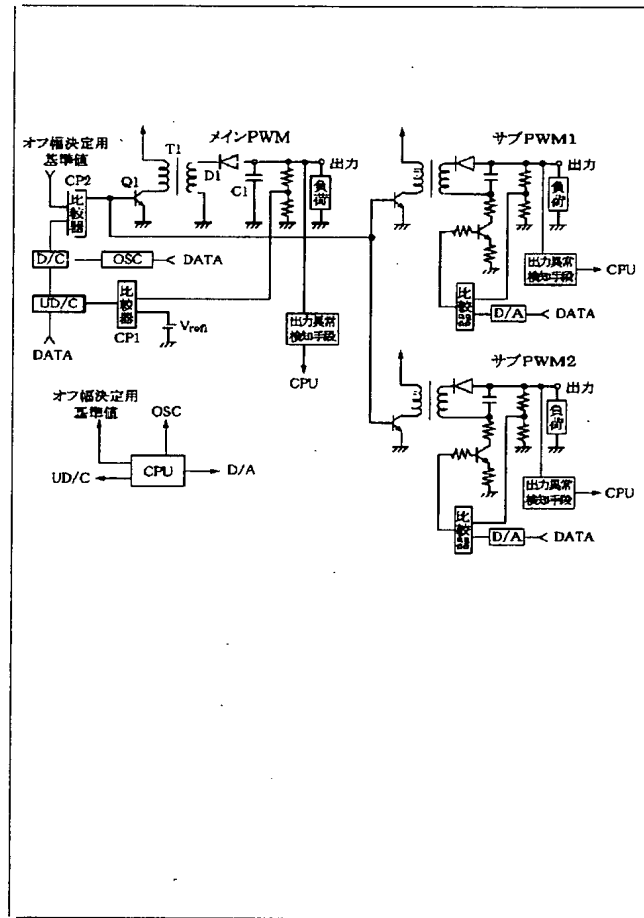 メインPWM
オフ幅決定用
基準値
T1
CP2
Q1
D1
C1
出力
負荷
比較器
D/C
OSC
DATA
UD/C
比較器
CP1
Vref1
DATA
出力異常
検知手段
CPU
オフ幅決定用
基準値
OSC
CPU
UD/C
D/A
サブPWM1
出力
負荷
出力異常
検知手段
CPU
比較器
D/A
DATA
サブPWM2
出力
負荷
出力異常
検知手段
CPU
比較器
D/A
DATA